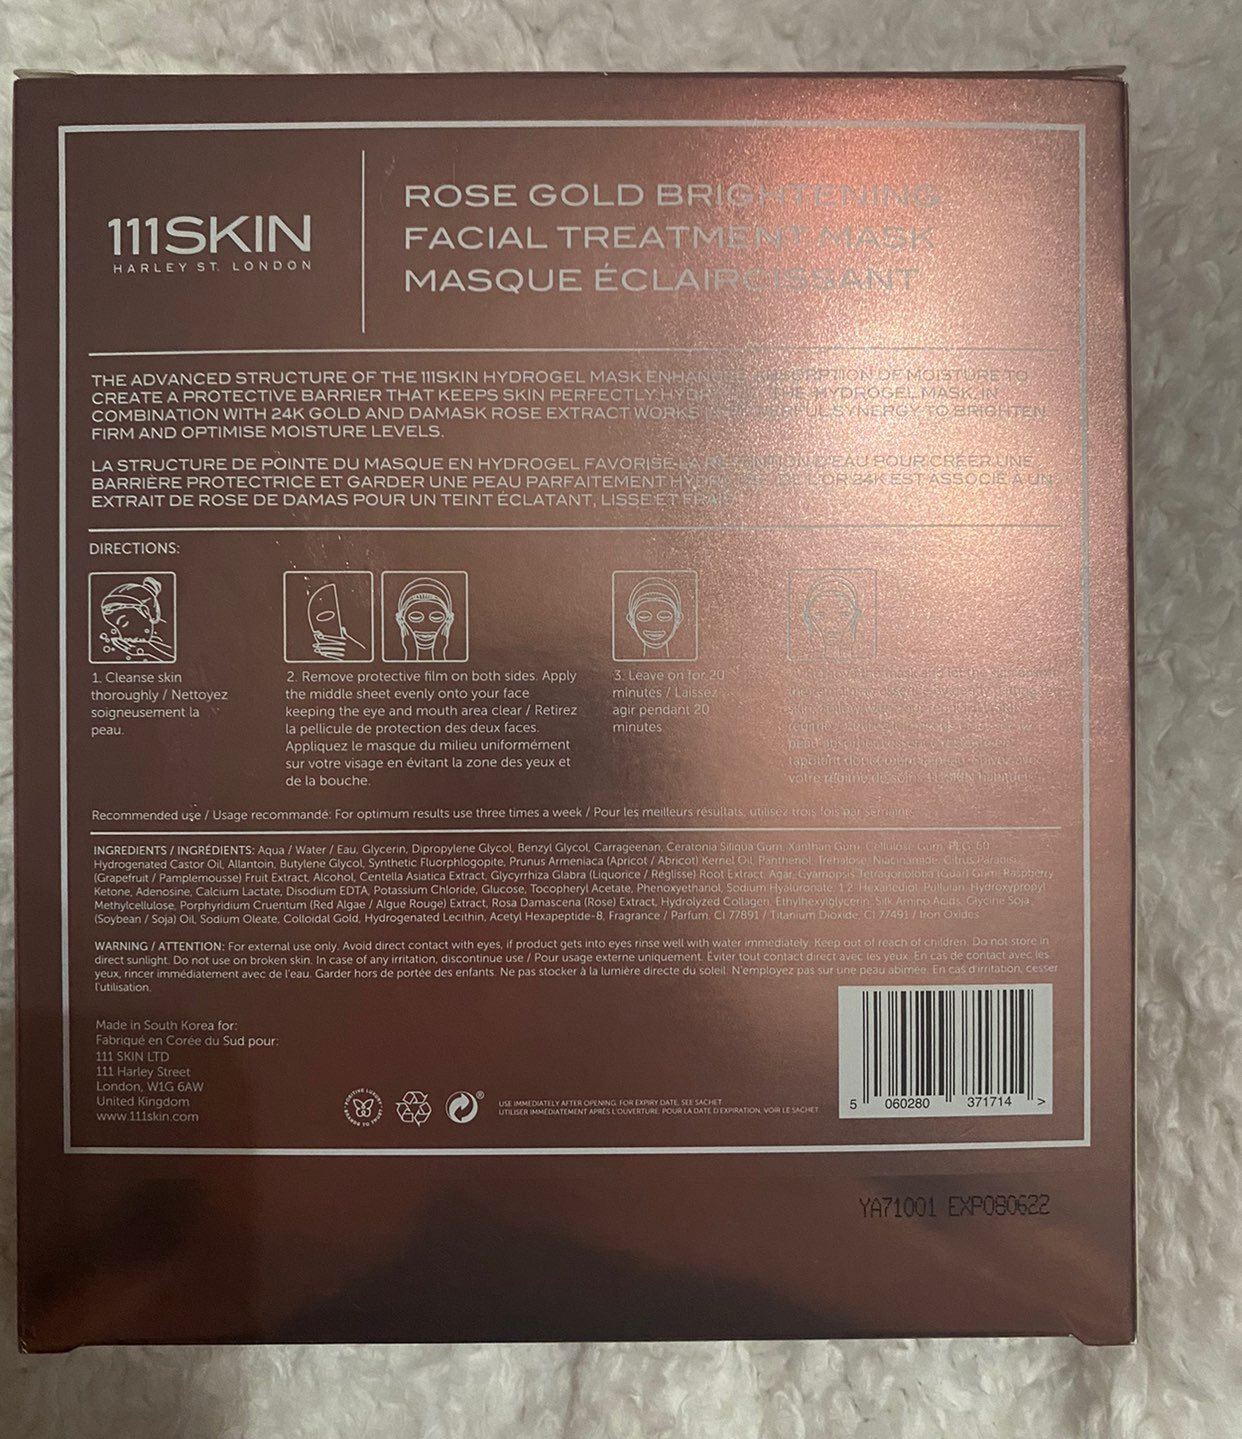 111SKIN
HARLEY ST. LONDON
ROSE GOLD BRIGHTENING
FACIAL TREATMENT MASK
MASQUE ÉCLAIRCISSANT
THE ADVANCED STRUCTURE OF THE 111SKIN HYDROGEL MASK ENHANCES ABSORPTION OF MOISTURE TO
CREATE A PROTECTIVE BARRIER THAT KEEPS SKIN PERFECTLY THE HYDROGEL MASK, IN
COMBINATION WITH 24K GOLD AND DAMASK ROSE EXTRACT WORKS IN POWERFUL SYNERGY TO BRIGHTEN
FIRM AND OPTIMISE MOISTURE LEVELS.
LA STRUCTURE DE POINTE DU MASQUE EN HYDROGEL FAVORISE LA RÉTENTION D'EAU POUR CRÉER UNE
BARRIÈRE PROTECTRICE ET GARDER UNE PEAU PARFAITEMENT OR 24K EST ASSOCIÉ À UN
EXTRAIT DE ROSE DE DAMAS POUR UN TEINT ÉCLATANT, LISSE ET FRAIS
DIRECTIONS:
1. Cleanse skin
thoroughly / Nettoyez
soigneusement la
peau.
2. Remove protective film on both sides. Apply
the middle sheet evenly onto your face
keeping the eye and mouth area clear / Retirez
la pellicule de protection des deux faces.
Appliquez le masque du milieu uniformément
sur votre visage en évitant la zone des yeux et
de la bouche.
3. Leave on for 20
minutes / Laissez
agir pendant 20
minutes
votre régime de soins 111SKIN habituel
Recommended use / Usage recommandé: For optimum results use three times a week / Pour les meilleurs résultats, utilisez trois fois par semaine
INGREDIENTS / INGRÉDIENTS: Aqua / Water / Eau, Glycerin, Dipropylene Glycol, Benzyl Glycol, Carrageenan, Ceratonia Siliqua Gum, Xanthan Gum, Cellulose Gum, PEG-60
Hydrogenated Castor Oil, Allantoin, Butylene Glycol, Synthetic Fluorphlogopite, Prunus Armeniaca (Apricot / Abricot) Kernel Oil, Panthenol, Trehalose, Niacinamide, Citrus Paradisi
(Grapefruit / Pamplemousse) Fruit Extract, Alcohol, Centella Asiatica Extract, Glycyrrhiza Glabra (Liquorice / Réglisse) Root Extract, Agar, Cyamopsis Tetragonoloba (Guar) Gum, Raspberry
Ketone, Adenosine, Calcium Lactate, Disodium EDTA, Potassium Chloride, Glucose, Tocopheryl Acetate, Phenoxyethanol, Sodium Hyaluronate, 1,2 Hexanediol, Pullulan, Hydroxypropyl
Methylcellulose, Porphyridium Cruentum (Red Algae / Algue Rouge) Extract, Rosa Damascena (Rose) Extract, Hydrolyzed Collagen, Ethylhexylglycerin, Silk Amino Acids, Glycine Soja
(Soybean / Soja) Oil, Sodium Oleate, Colloidal Gold, Hydrogenated Lecithin, Acetyl Hexapeptide-8, Fragrance / Parfum, CI 77891 / Titanium Dioxide, CI 77491 / Iron Oxides
WARNING / ATTENTION: For external use only. Avoid direct contact with eyes, if product gets into eyes rinse well with water immediately. Keep out of reach of children. Do not store in
direct sunlight. Do not use on broken skin. In case of any irritation, discontinue use / Pour usage externe uniquement. Éviter tout contact direct avec les yeux. En cas de contact avec les
yeux, rincer immédiatement avec de l'eau. Garder hors de portée des enfants. Ne pas stocker à la lumière directe du soleil. N'employez pas sur une peau abimée. En cas d'irritation, cesser
l'utilisation.
Made in South Korea for:
Fabriqué en Corée du Sud pour:
111 SKIN LTD
111 Harley Street
London, W1G 6AW
United Kingdom
www.111skin.com
USE IMMEDIATELY AFTER OPENING. FOR EXPIRY DATE, SEE SACHET
UTILISER IMMÉDIATEMENT APRÈS L'OUVERTURE. POUR LA DATE D'EXPIRATION, VOIR LE SACHET
5 060280 371714 >
YA71001 EXP080622